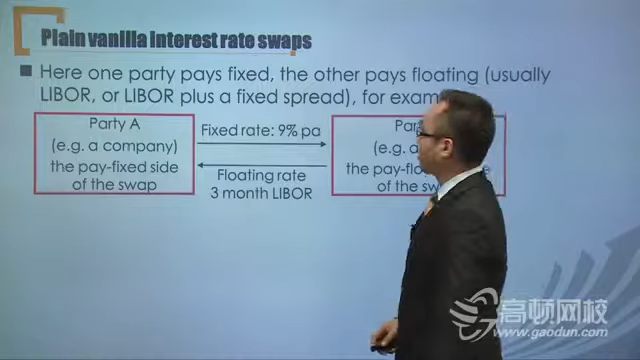 Plain vanilla interest rate swaps
Here one party pays fixed, the other pays floating (usually
LIBOR, or LIBOR plus a fixed spread), for exam
Party A
(e.g. a company)
the pay-fixed side
of the swap
Fixed rate: 9% pa
Floating rate
3 month LIBOR
Par
(e.g. a
the pay-flo
of the sw
高顿网校
www.gaodun.com